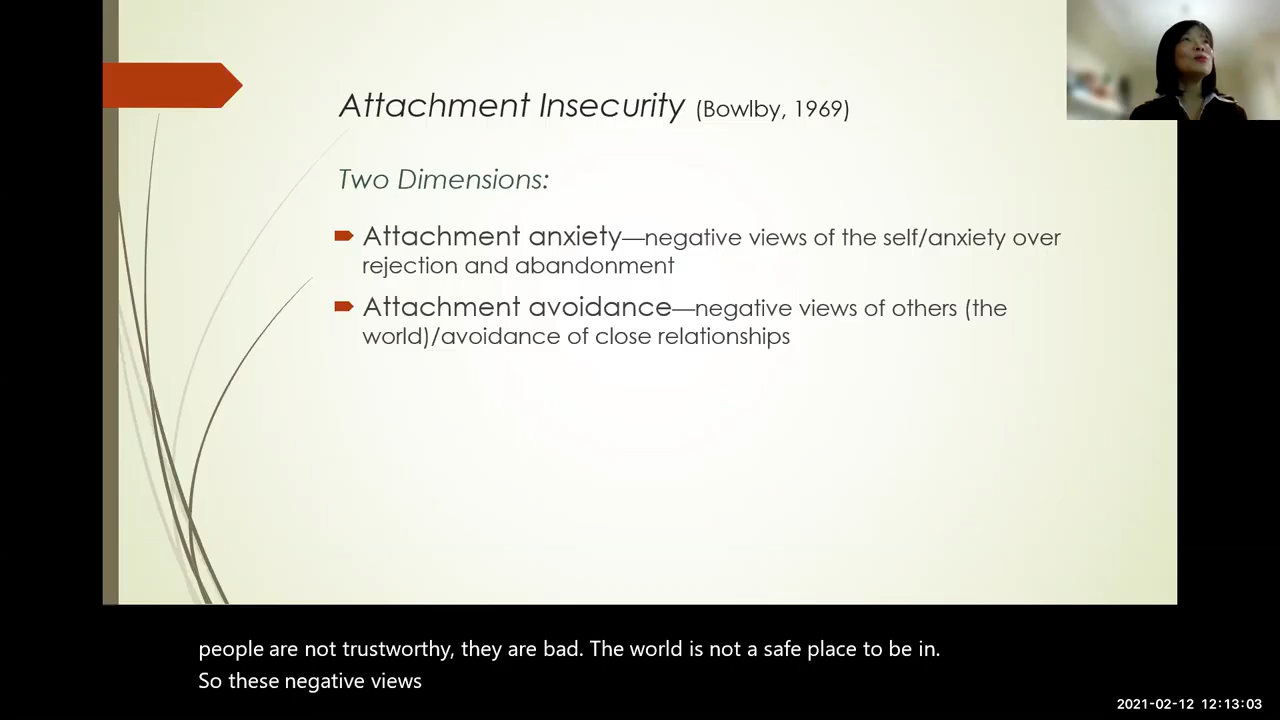 Attachment Insecurity (Bowlby, 1969)
Two Dimensions:
Attachment anxiety—negative views of the self/anxiety over
rejection and abandonment
Attachment avoidance—negative views of others (the
world)/avoidance of close relationships
people are not trustworthy, they are bad. The world is not a safe place to be in.
So these negative views
2021-02-12 12:13:03